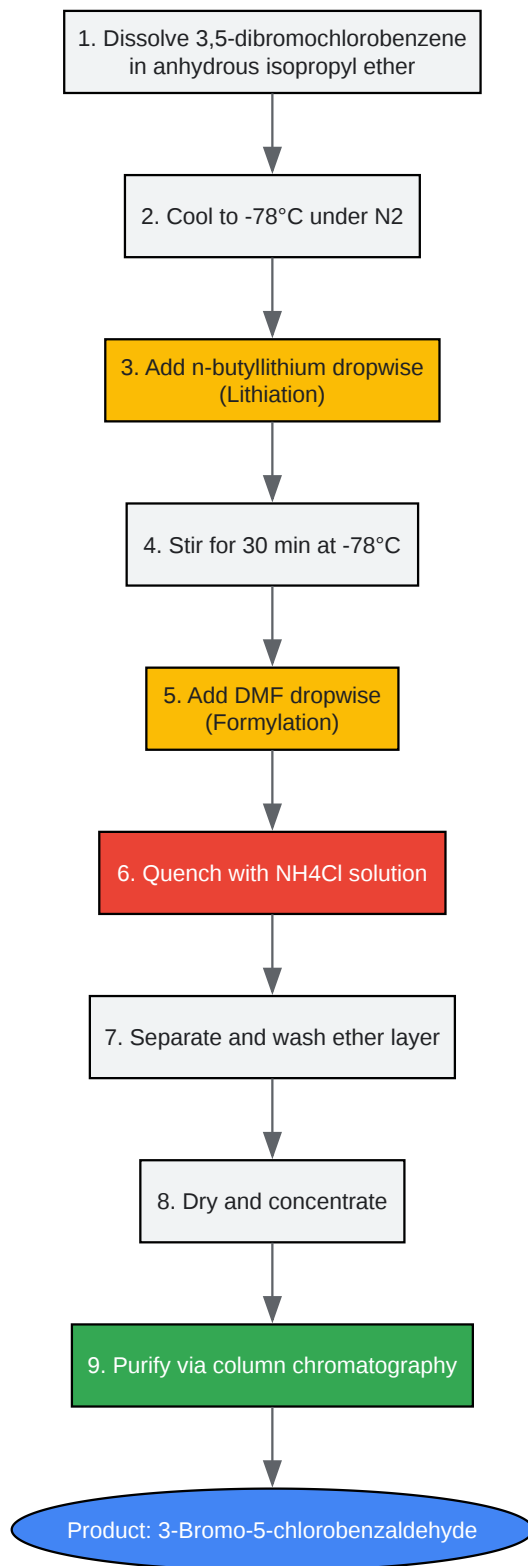 1. Dissolve 3,5-dibromochlorobenzene
in anhydrous isopropyl ether
2. Cool to -78°C under N2
3. Add n-butyllithium dropwise
(Lithiation)
4. Stir for 30 min at -78°C
5. Add DMF dropwise
(Formylation)
6. Quench with NH4Cl solution
7. Separate and wash ether layer
8. Dry and concentrate
9. Purify via column chromatography
Product: 3-Bromo-5-chlorobenzaldehyde